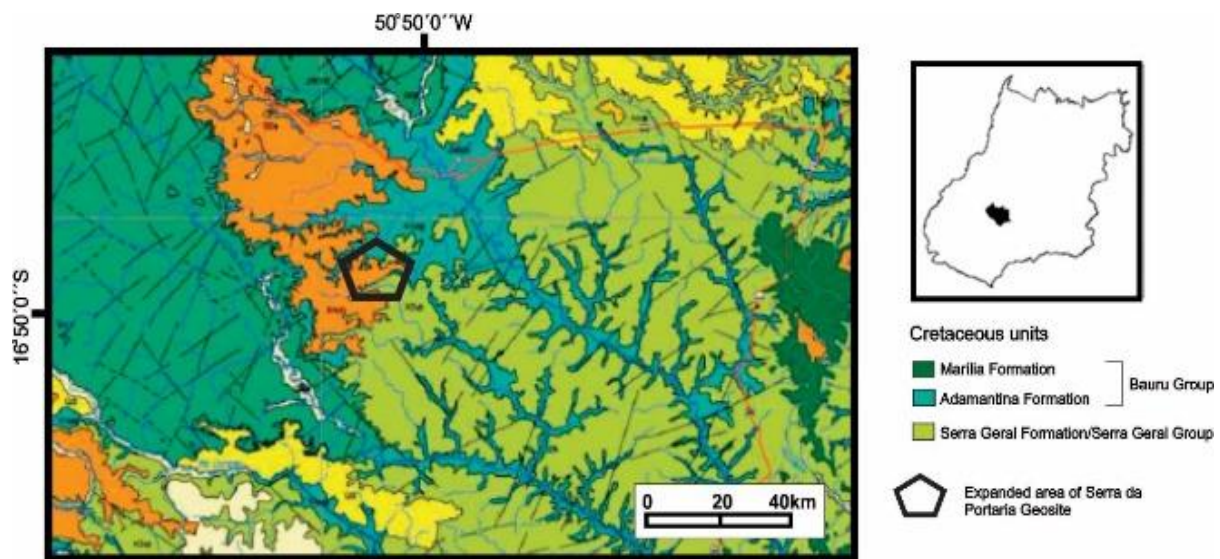 50°50´0´´W
16°50´0´´S
0 20 40km
Cretaceous units
Marilia Formation
Adamantina Formation
Bauru Group
Serra Geral Formation/Serra Geral Group
Expanded area of Serra da
Portaria Geosite